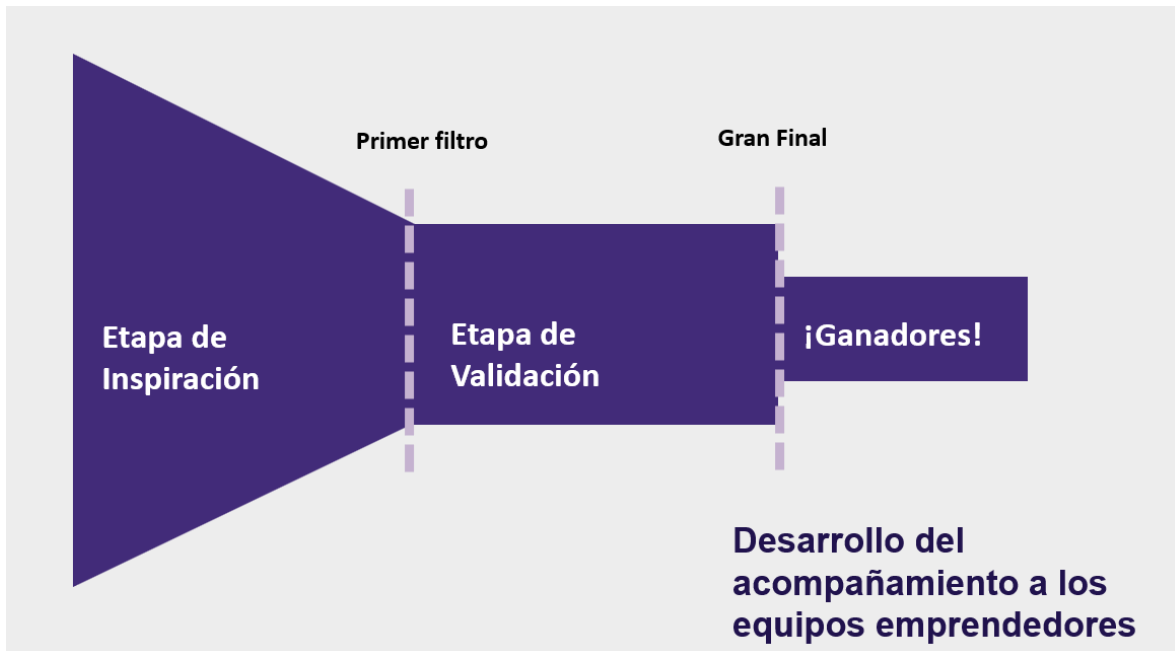 Primer filtro
Gran Final
Etapa de
Inspiración
Etapa de
Validación
¡Ganadores!
Desarrollo del
acompañamiento a los
equipos emprendedores